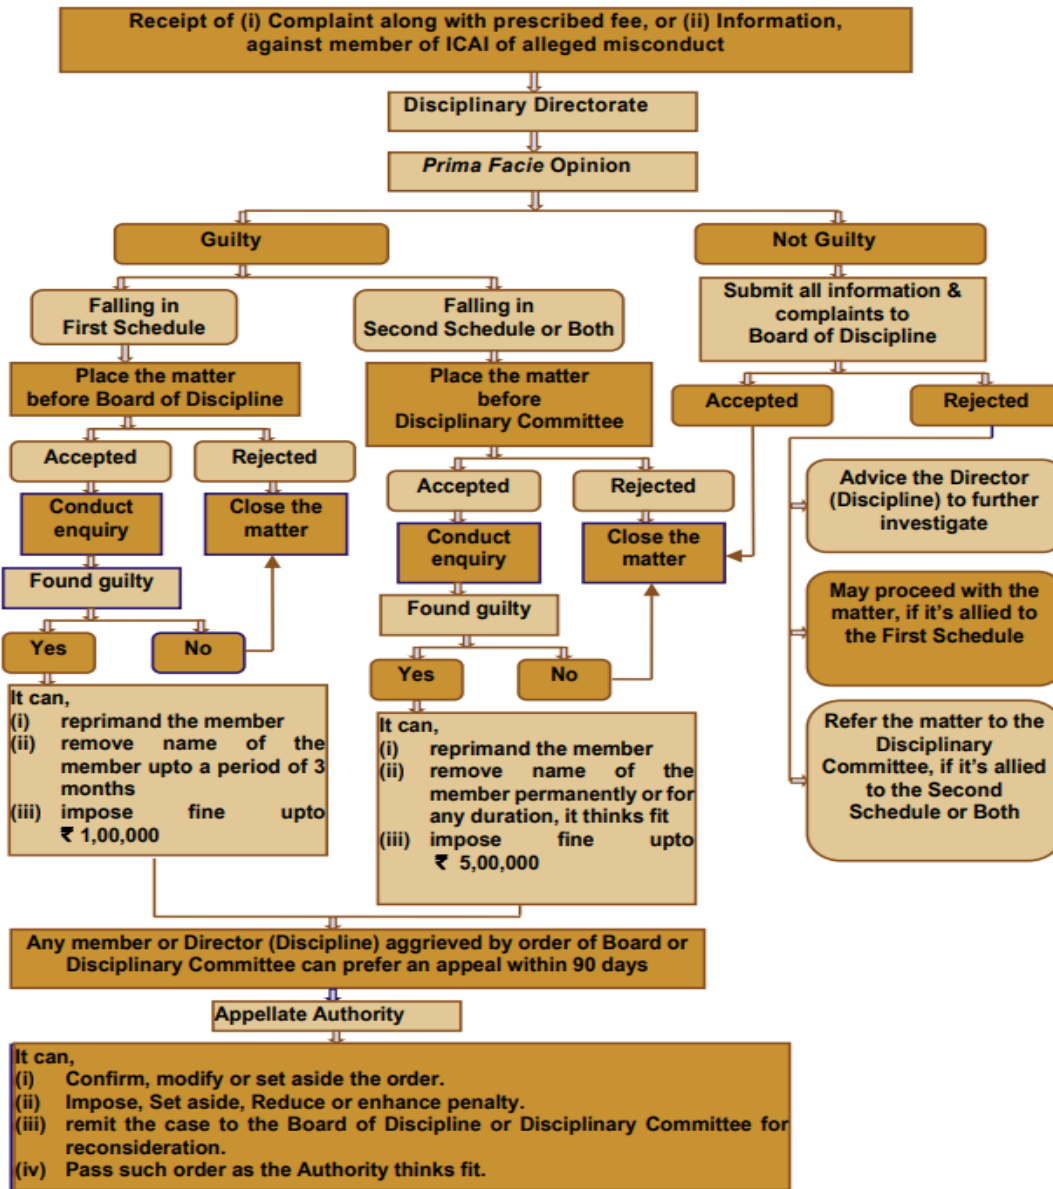 Receipt of (i) Complaint along with prescribed fee, or (ii) Information,
against member of ICAI of alleged misconduct
Disciplinary Directorate
Prima Facie Opinion
Guilty
Not Guilty
Falling in
First Schedule
Falling in
Second Schedule or Both
Submit all information &
complaints to
Board of Discipline
Place the matter
before Board of Discipline
Place the matter
before
Disciplinary Committee
Accepted
Rejected
Accepted
Rejected
Accepted
Rejected
Conduct
enquiry
Close the
matter
Conduct
enquiry
Close the
matter
Advice the Director
(Discipline) to further
investigate
Found guilty
Found guilty
May proceed with the
matter, if it's allied to
the First Schedule
Yes
No
Yes
No
It can,
(i) reprimand the member
(ii) remove name of the
member upto a period of 3
months
(iii) impose fine upto
₹ 1,00,000
It can,
(i) reprimand the member
(ii) remove name of the
member permanently or for
any duration, it thinks fit
(iii) impose fine upto
₹ 5,00,000
Refer the matter to the
Disciplinary
Committee, if it's allied
to the Second
Schedule or Both
Any member or Director (Discipline) aggrieved by order of Board or
Disciplinary Committee can prefer an appeal within 90 days
Appellate Authority
It can,
(i) Confirm, modify or set aside the order.
(ii) Impose, Set aside, Reduce or enhance penalty.
(iii) remit the case to the Board of Discipline or Disciplinary Committee for
reconsideration.
(iv) Pass such order as the Authority thinks fit.